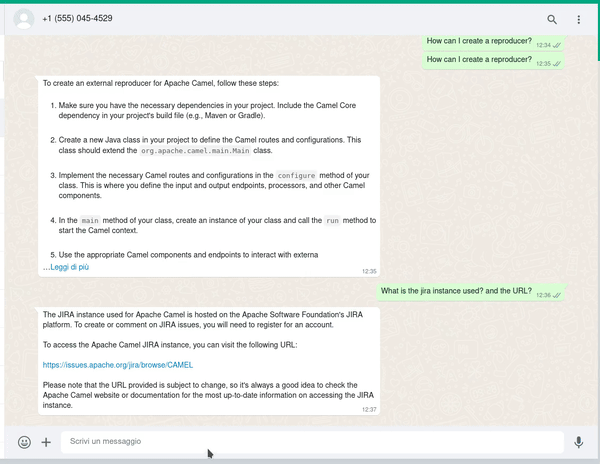 +1 (555) 045-4529
How can I create a reproducer?
12:34
How can I create a reproducer?
12:35
To create an external reproducer for Apache Camel, follow these steps:
1. Make sure you have the necessary dependencies in your project. Include the Camel Core
dependency in your project's build file (e.g., Maven or Gradle).
2. Create a new Java class in your project to define the Camel routes and configurations. This
class should extend the org.apache.camel.main.Main class.
3. Implement the necessary Camel routes and configurations in the configure method of your
class. This is where you define the input and output endpoints, processors, and other Camel
components.
4. In the main method of your class, create an instance of your class and call the run method to
start the Camel context.
5. Use the appropriate Camel components and endpoints to interact with externa
...Leggi di più
12:35
What is the jira instance used? and the URL?
12:36
The JIRA instance used for Apache Camel is hosted on the Apache Software Foundation's JIRA
platform. To create or comment on JIRA issues, you will need to register for an account.
To access the Apache Camel JIRA instance, you can visit the following URL:
https://issues.apache.org/jira/browse/CAMEL
Please note that the URL provided is subject to change, so it's always a good idea to check the
Apache Camel website or documentation for the most up-to-date information on accessing the JIRA
instance.
12:37
Scrivi un messaggio